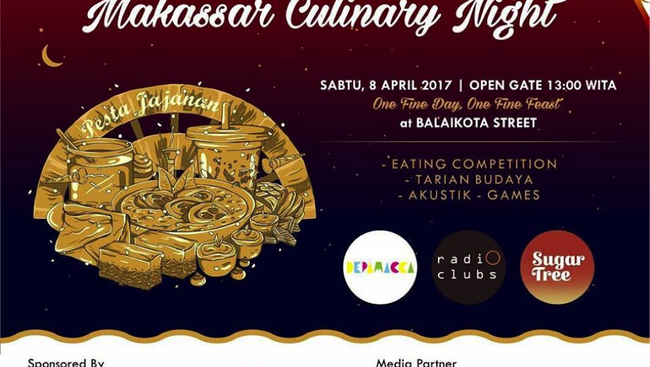 Makassar Culinary Night
Pesta Jajanan
SABTU, 8 APRIL 2017 | OPEN GATE 13:00 WITA
One Fine Day, One Fine Feast
at BALAIKOTA STREET
- EATING COMPETITION
- TARIAN BUDAYA
- AKUSTIK - GAMES
DEPAMACCA
radio
clubs
Sugar
Tree
Sponsored By
Media Partner